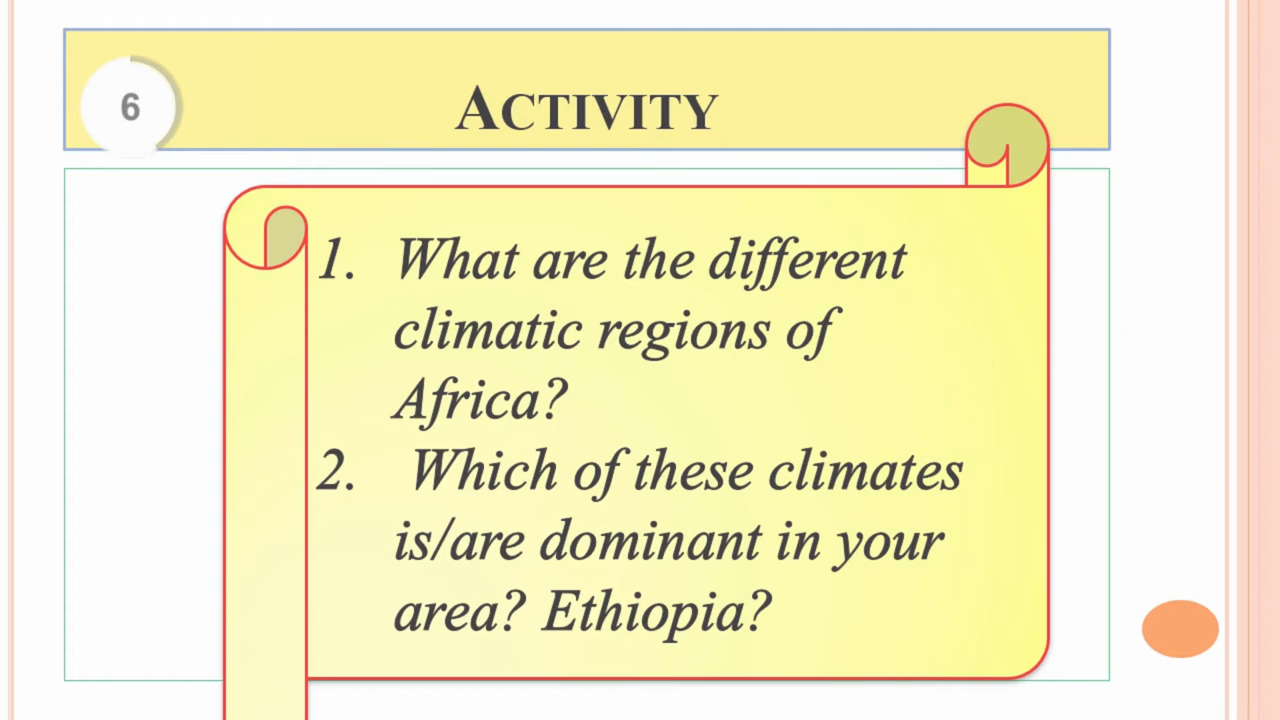 6
ACTIVITY
1. What are the different
climatic regions of
Africa?
2. Which of these climates
is/are dominant in your
area? Ethiopia?